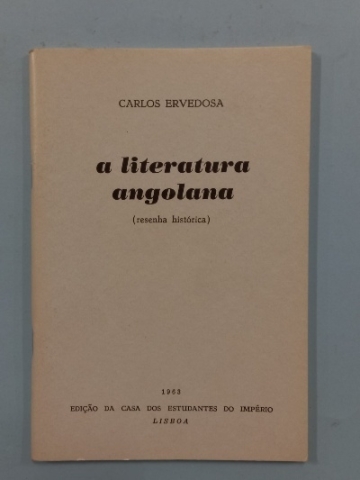 CARLOS ERVEDOSA
a literatura
angolana
(resenha histórica)
1963
EDIÇÃO DA CASA DOS ESTUDANTES DO IMPÉRIO
LISBOA